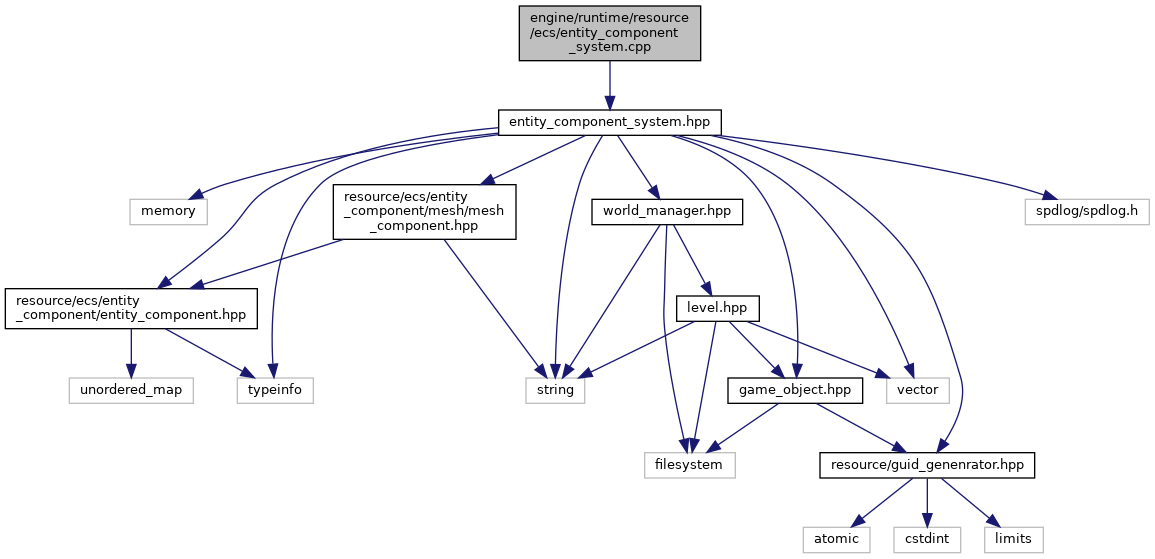 engine/runtime/resource
/ecs/entity_component
_system.cpp
entity_component_system.hpp
memory
resource/ecs/entity
_component/mesh/mesh
_component.hpp
world_manager.hpp
spdlog/spdlog.h
resource/ecs/entity
_component/entity_component.hpp
level.hpp
unordered_map
typeinfo
string
game_object.hpp
vector
filesystem
resource/guid_genenrator.hpp
atomic
cstdint
limits